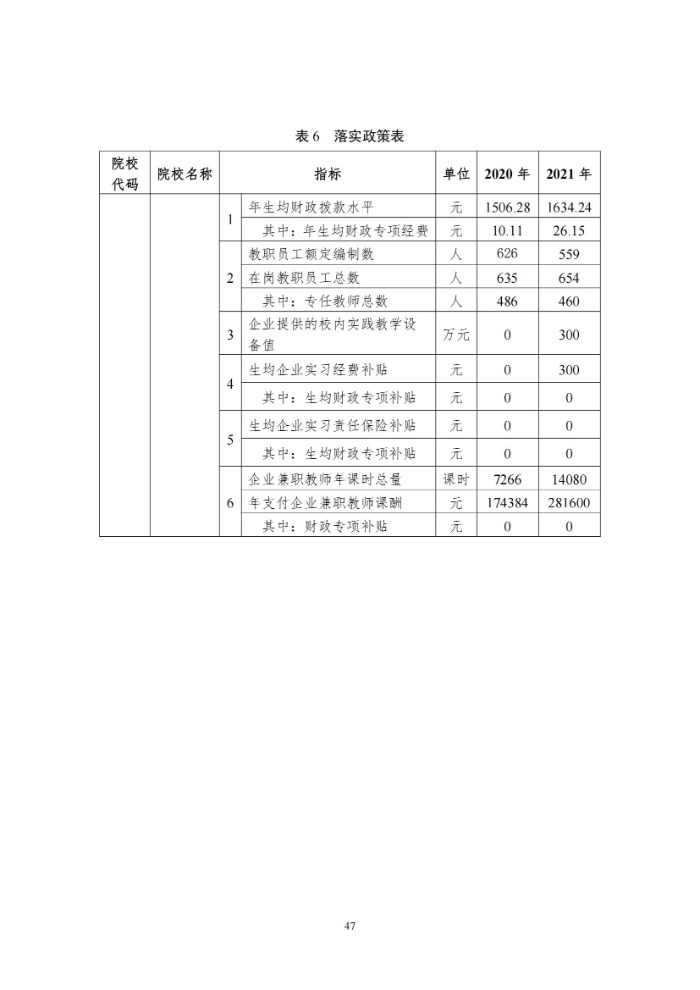 表 6 落实政策表
院校代码 院校名称 指标 单位 2020 年 2021 年
1 年生均财政拨款水平 元 1506.28 1634.24
其中：年生均财政专项经费 元 10.11 26.15
2 教职员工额定编制数 人 626 559
在岗教职员工总数 人 635 654
其中：专任教师总数 人 486 460
3 企业提供的校内实践教学设备值 万元 0 300
4 生均企业实习经费补贴 元 0 300
其中：生均财政专项补贴 元 0 0
5 生均企业实习责任保险补贴 元 0 0
其中：生均财政专项补贴 元 0 0
6 企业兼职教师年课时总量 课时 7266 14080
年支付企业兼职教师课酬 元 174384 281600
其中：财政专项补贴 元 0 0
47